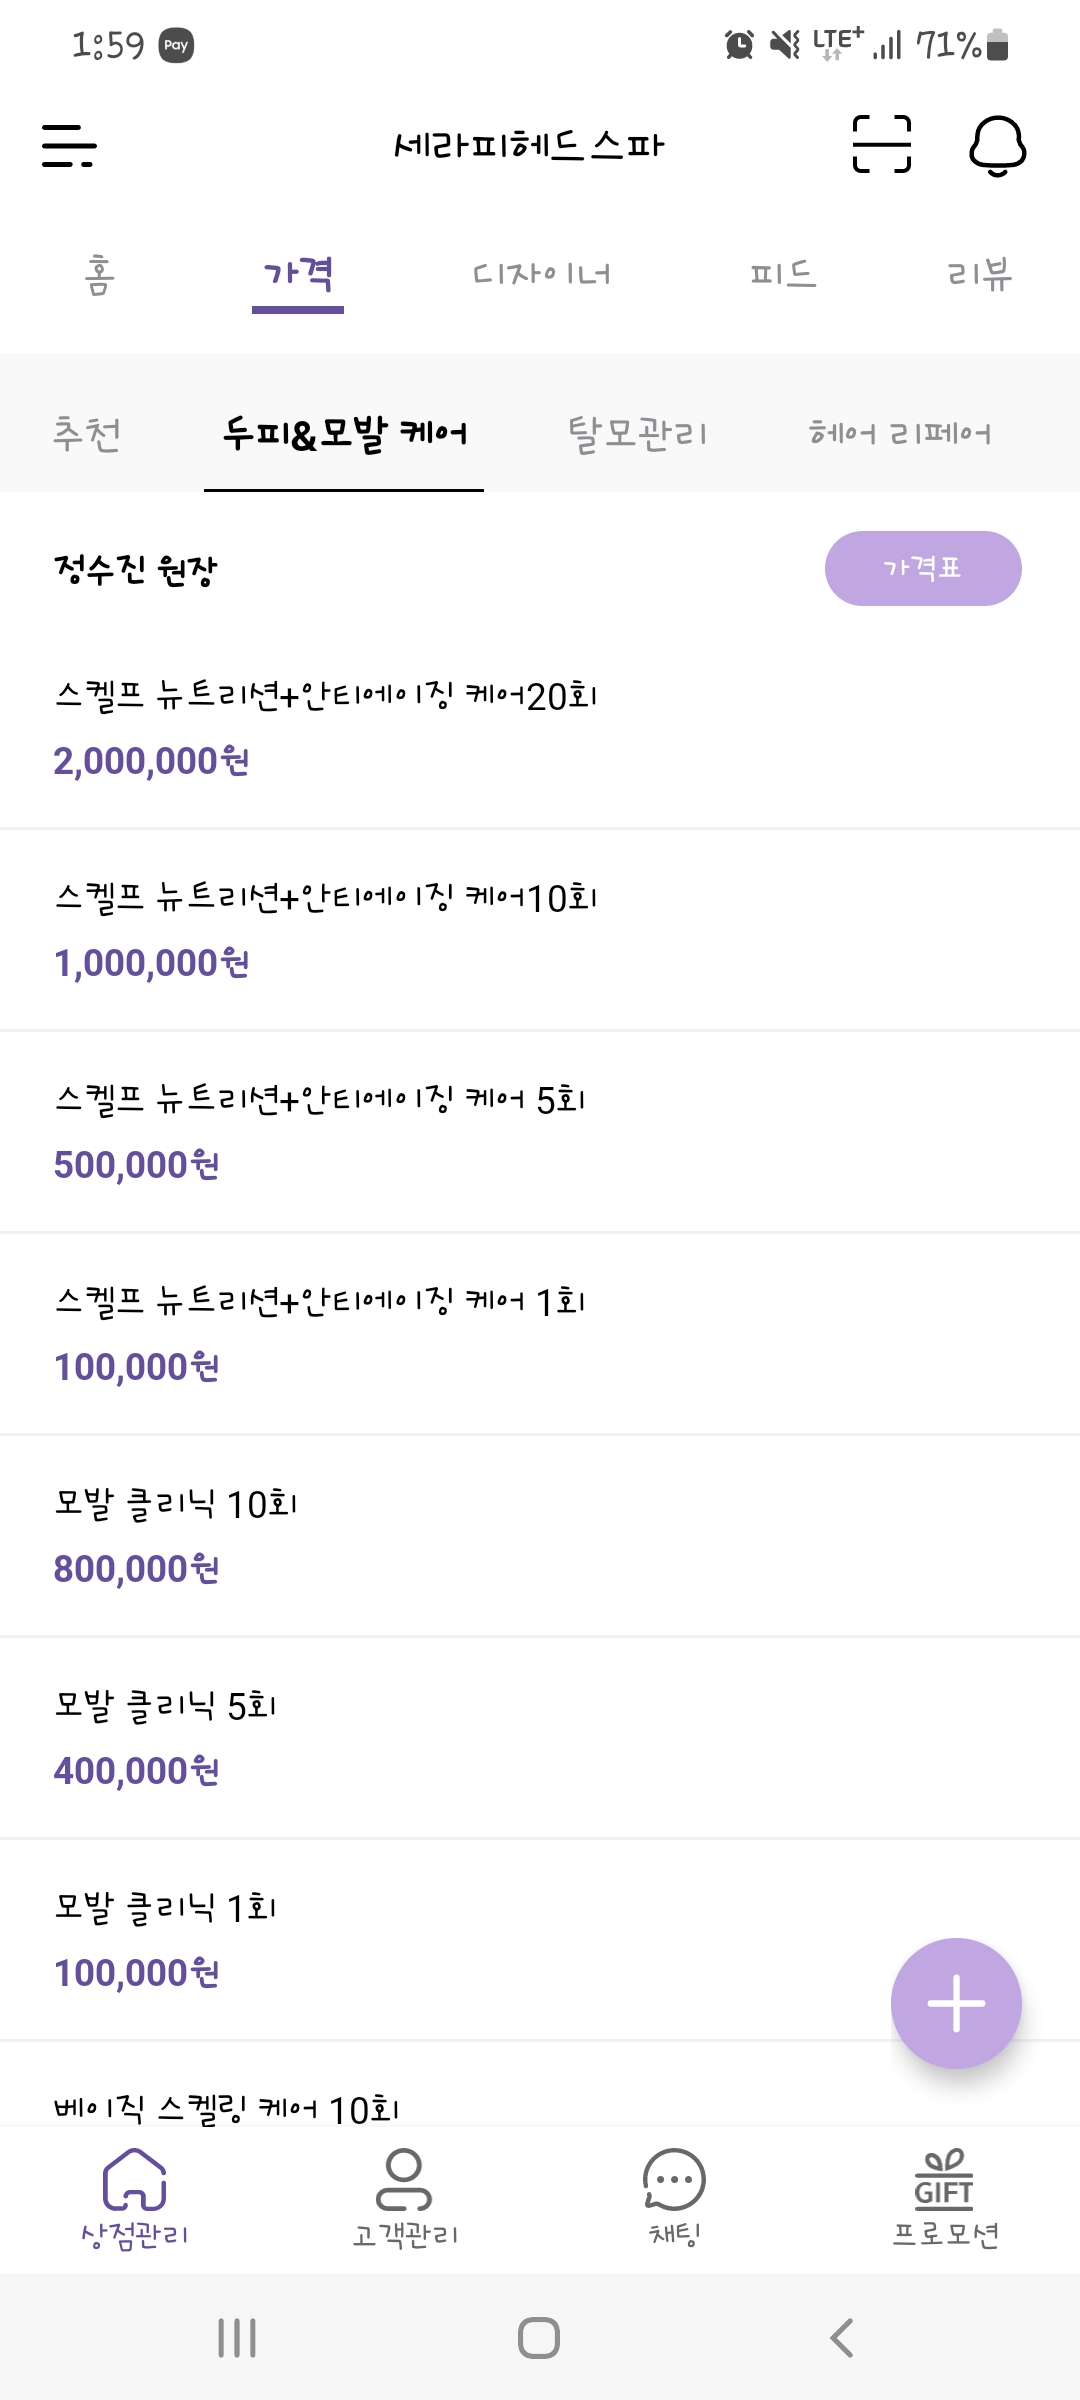 1:59 Pay LTE+ 71%
세라피헤드 스파
홈 가격 디자이너 피드 리뷰
추천 두피&모발 케어 탈모관리 헤어 리페어
정수진 원장 가격표
스켈프 뉴트리션+안티에이징 케어20회
2,000,000원
스켈프 뉴트리션+안티에이징 케어10회
1,000,000원
스켈프 뉴트리션+안티에이징 케어 5회
500,000원
스켈프 뉴트리션+안티에이징 케어 1회
100,000원
모발 클리닉 10회
800,000원
모발 클리닉 5회
400,000원
모발 클리닉 1회
100,000원
베이직 스켈링 케어 10회
GIFT
상점관리 고객관리 채팅 프로모션